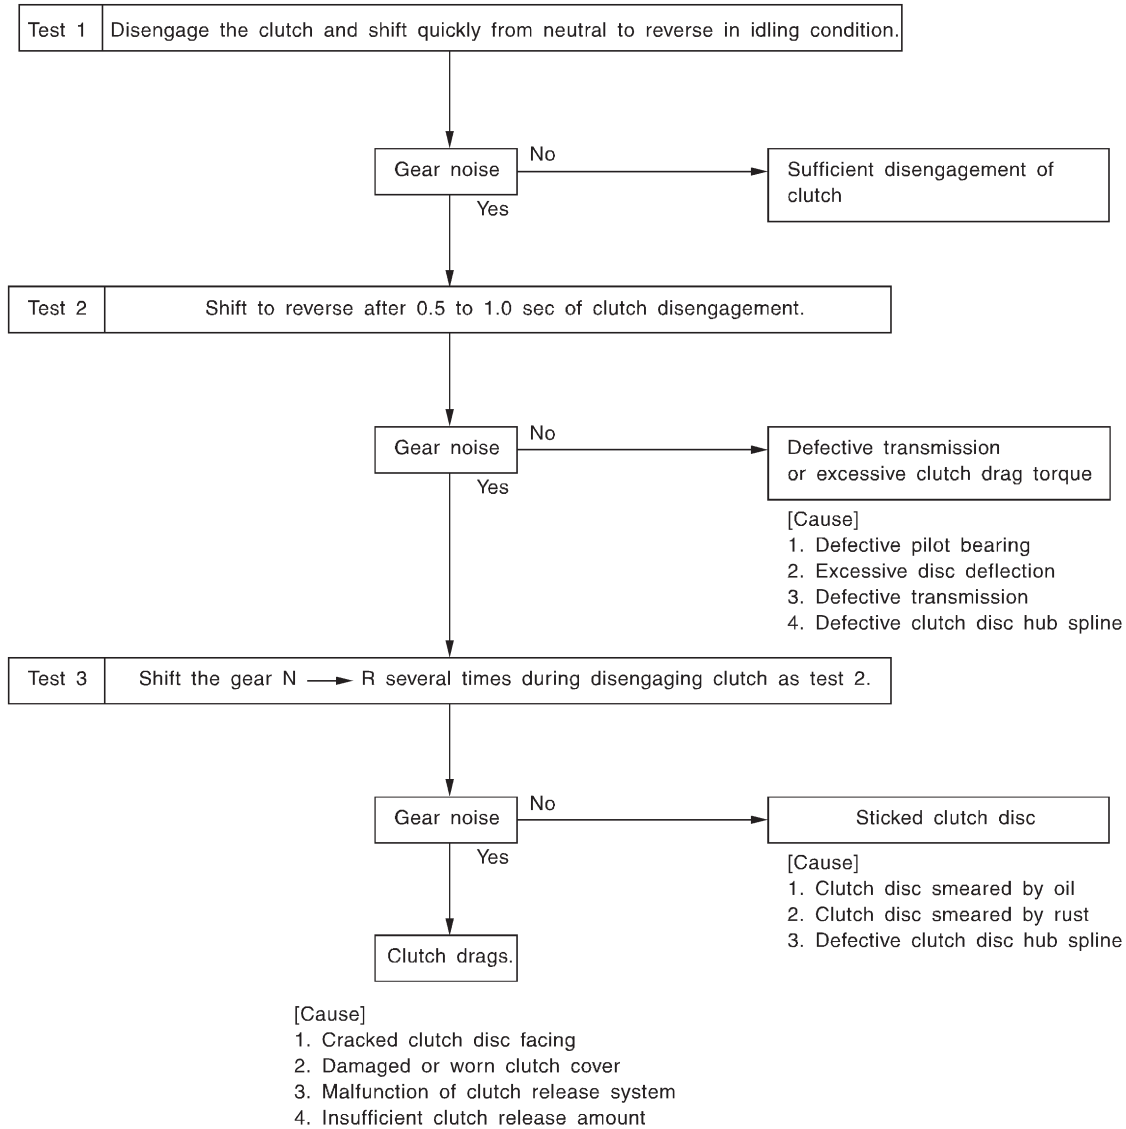 Test 1 Disengage the clutch and shift quickly from neutral to reverse in idling condition.
Gear noise
No
Sufficient disengagement of
clutch
Yes
Test 2 Shift to reverse after 0.5 to 1.0 sec of clutch disengagement.
Gear noise
No
Defective transmission
or excessive clutch drag torque
Yes
[Cause]
1. Defective pilot bearing
2. Excessive disc deflection
3. Defective transmission
4. Defective clutch disc hub spline
Test 3 Shift the gear N → R several times during disengaging clutch as test 2.
Gear noise
No
Sticked clutch disc
Yes
[Cause]
1. Clutch disc smeared by oil
2. Clutch disc smeared by rust
3. Defective clutch disc hub spline
Clutch drags.
[Cause]
1. Cracked clutch disc facing
2. Damaged or worn clutch cover
3. Malfunction of clutch release system
4. Insufficient clutch release amount